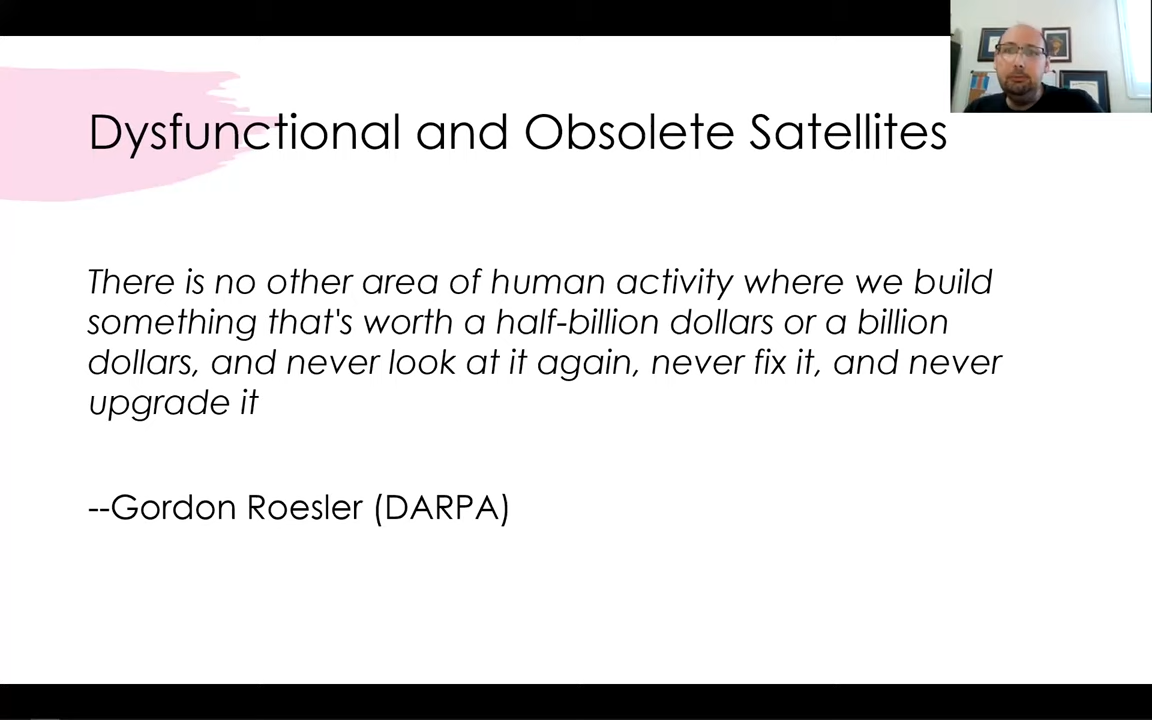 Dysfunctional and Obsolete Satellites
There is no other area of human activity where we build
something that's worth a half-billion dollars or a billion
dollars, and never look at it again, never fix it, and never
upgrade it
--Gordon Roesler (DARPA)